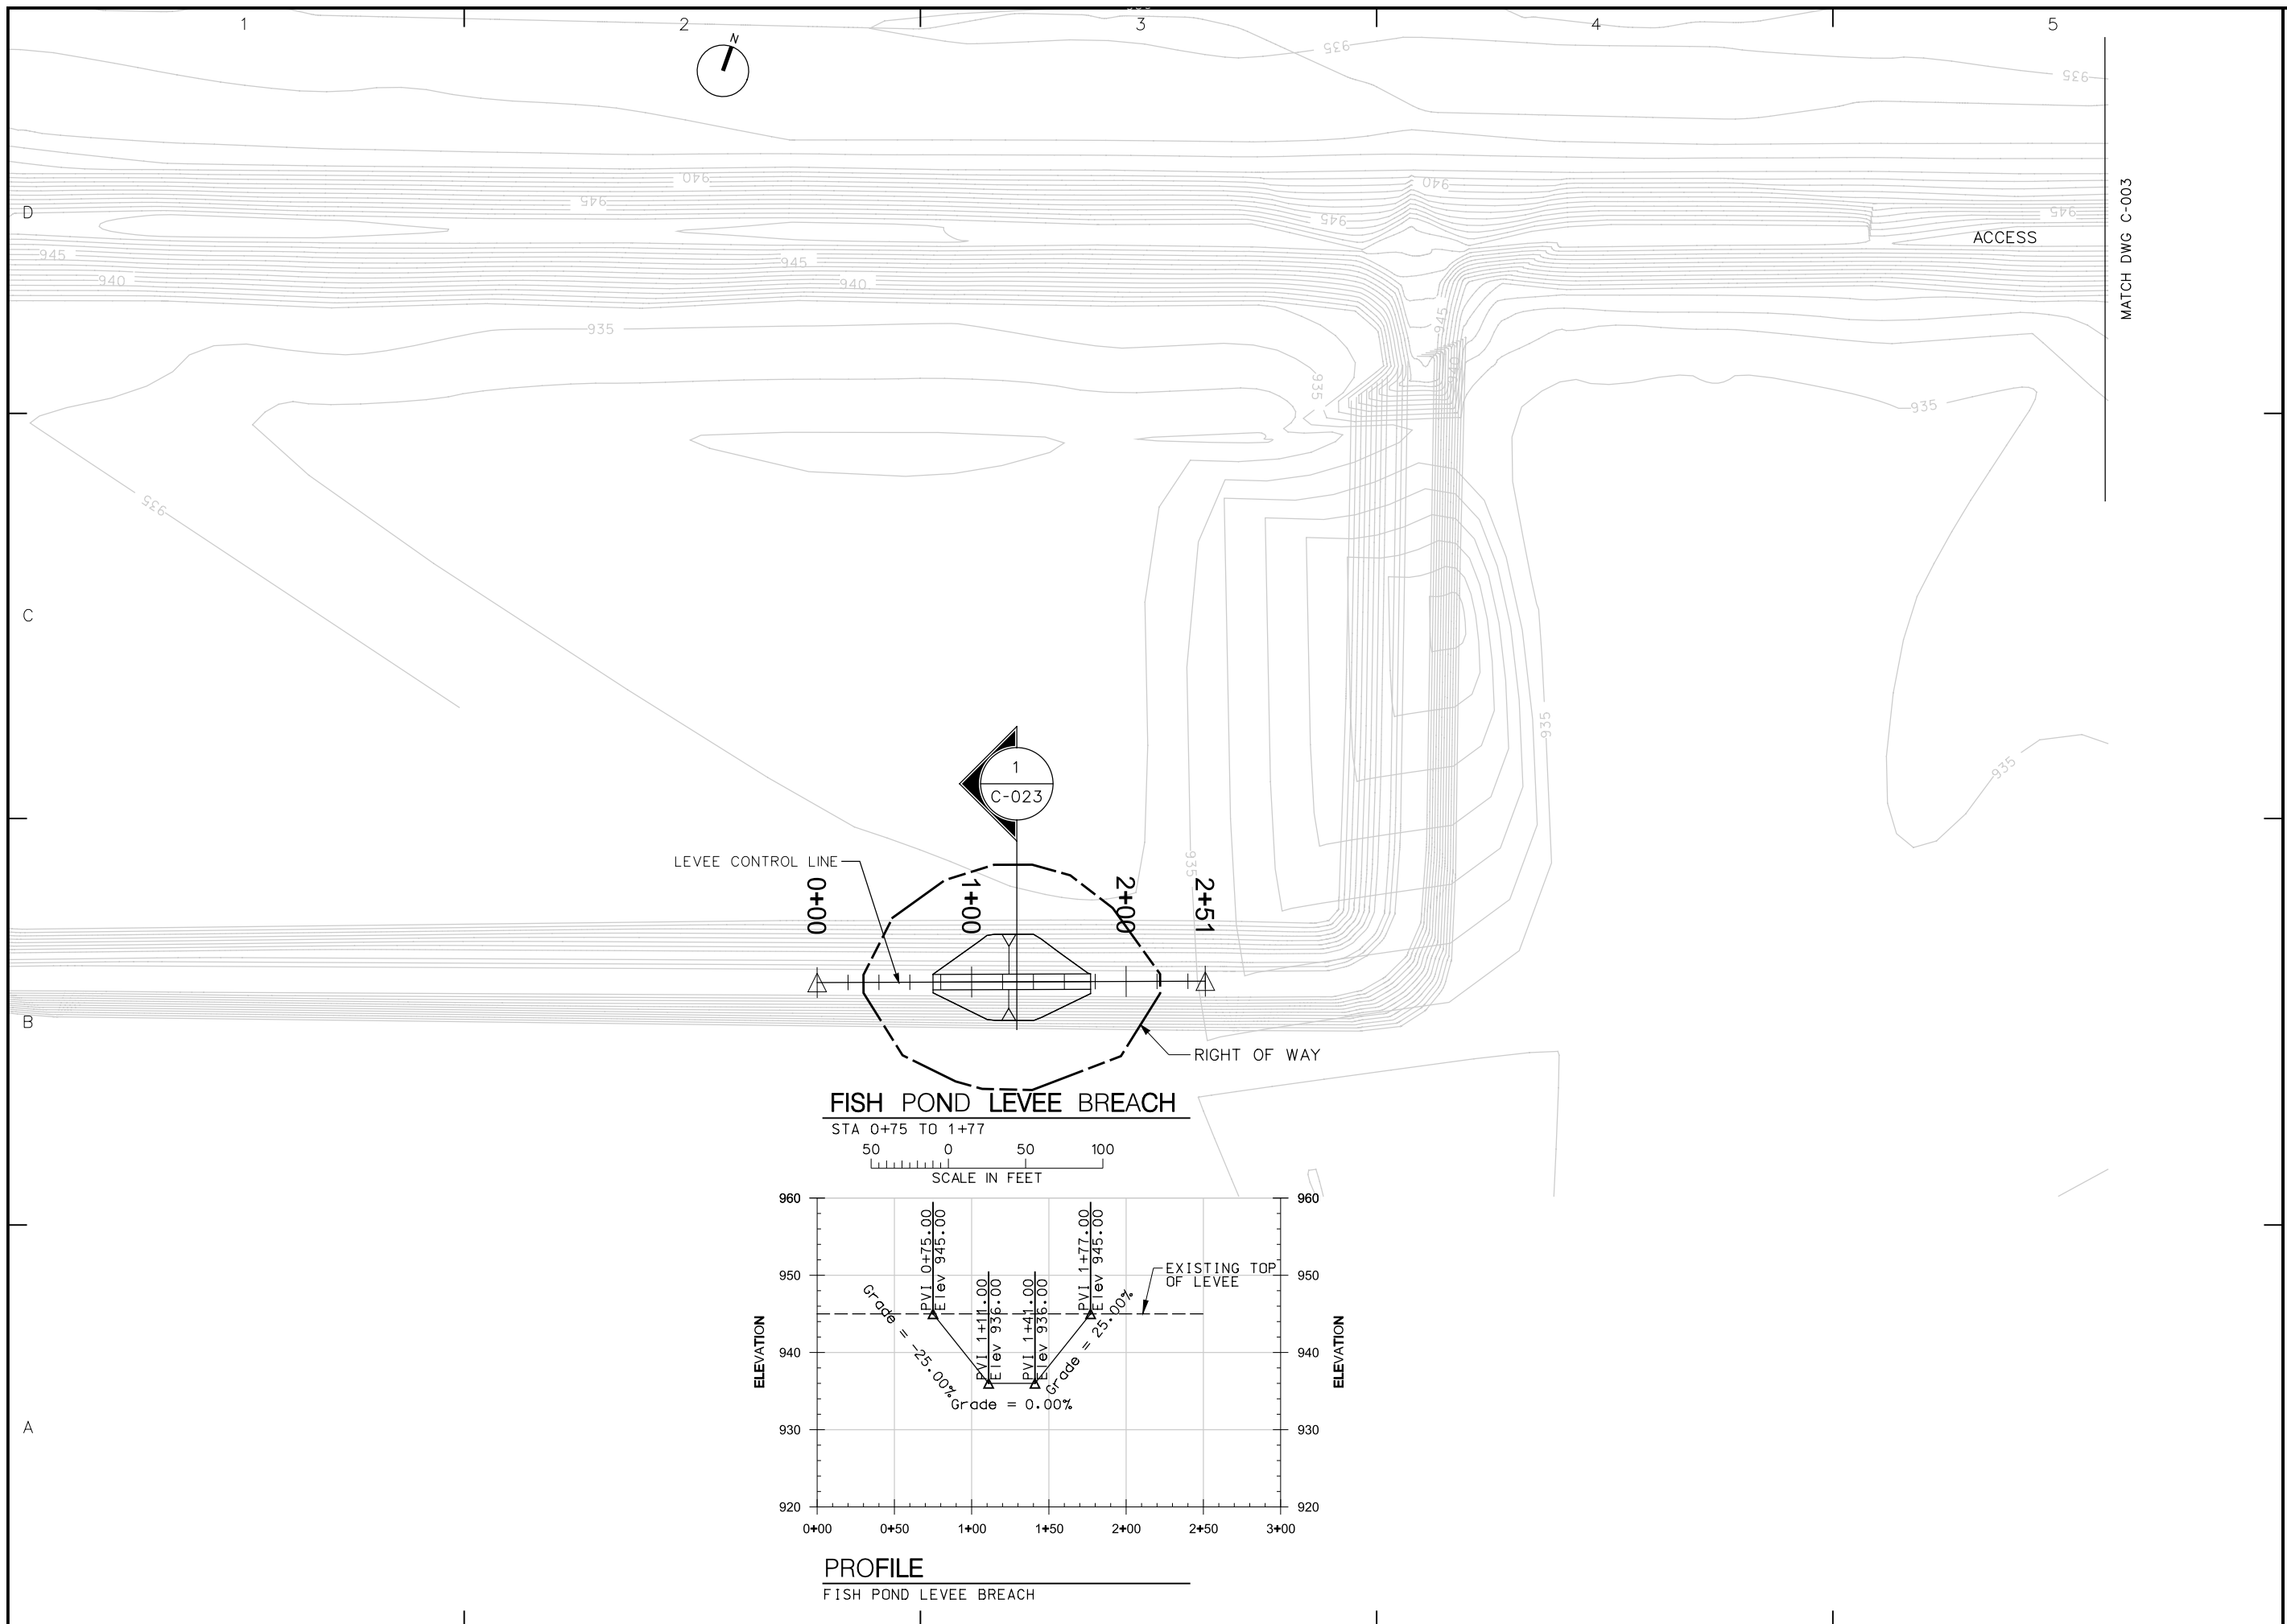 1
2
3
4
5
N
935
935
940
940
D
945
945
945
MATCH DWG C-003
ACCESS
945
945
940
940
935
945
940
935
935
935
C
935
935
1
C-023
LEVEE CONTROL LINE
935
0+00
1+00
2+00
2+51
B
RIGHT OF WAY
FISH POND LEVEE BREACH
STA 0+75 TO 1+77
50 0 50 100
SCALE IN FEET
960
960
PVI 0+75.00
Elev 945.00
PVI 1+77.00
Elev 945.00
EXISTING TOP
OF LEVEE
950
950
PVI 1+11.00
Elev 936.00
PVI 1+41.00
Elev 936.00
Grade = -25.00%
Grade = 25.00%
ELEVATION
ELEVATION
940
940
Grade = 0.00%
A
930
930
920
920
0+00 0+50 1+00 1+50 2+00 2+50 3+00
PROFILE
FISH POND LEVEE BREACH